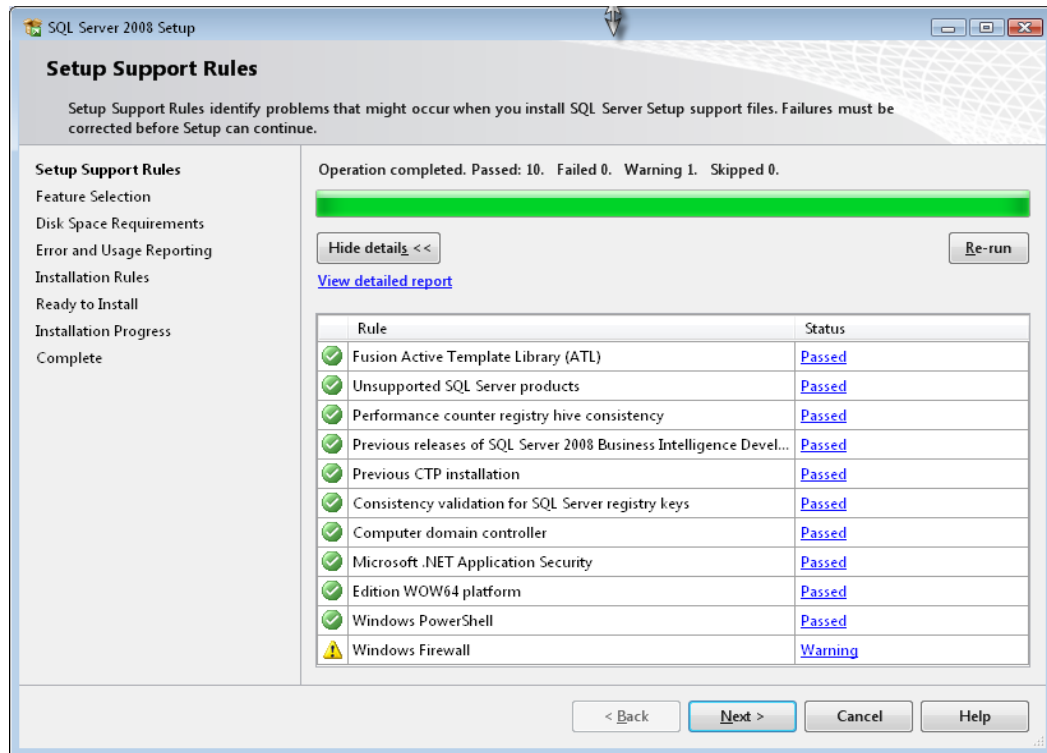 SQL Server 2008 Setup
Setup Support Rules
Setup Support Rules identify problems that might occur when you install SQL Server Setup support files. Failures must be
corrected before Setup can continue.
Setup Support Rules
Feature Selection
Disk Space Requirements
Error and Usage Reporting
Installation Rules
Ready to Install
Installation Progress
Complete
Operation completed. Passed: 10. Failed 0. Warning 1. Skipped 0.
Hide details <<
Re-run
View detailed report
Rule Status
Fusion Active Template Library (ATL) Passed
Unsupported SQL Server products Passed
Performance counter registry hive consistency Passed
Previous releases of SQL Server 2008 Business Intelligence Devel... Passed
Previous CTP installation Passed
Consistency validation for SQL Server registry keys Passed
Computer domain controller Passed
Microsoft .NET Application Security Passed
Edition WOW64 platform Passed
Windows PowerShell Passed
Windows Firewall Warning
< Back
Next >
Cancel
Help